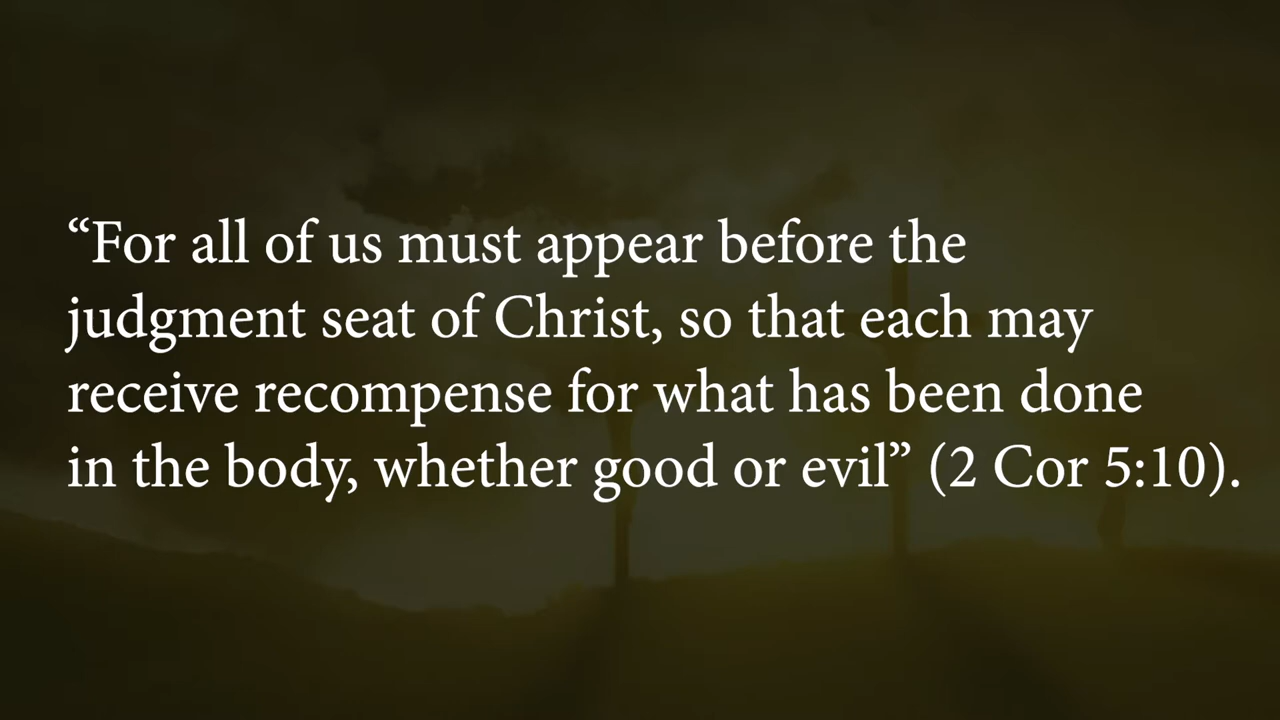 “For all of us must appear before the
judgment seat of Christ, so that each may
receive recompense for what has been done
in the body, whether good or evil” (2 Cor 5:10).